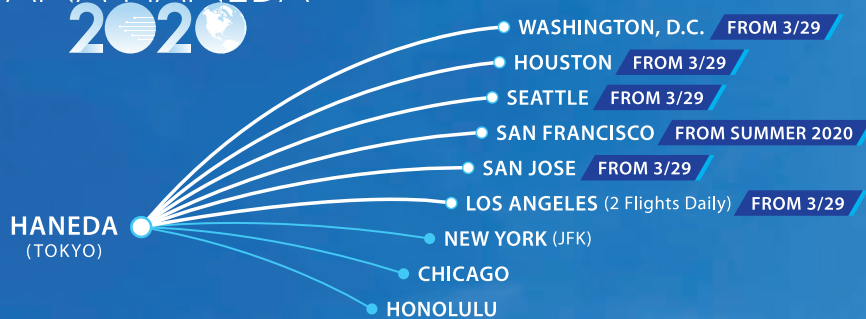 2020
WASHINGTON, D.C. FROM 3/29
HOUSTON FROM 3/29
SEATTLE FROM 3/29
SAN FRANCISCO FROM SUMMER 2020
SAN JOSE FROM 3/29
LOS ANGELES (2 Flights Daily) FROM 3/29
HANEDA
(TOKYO)
NEW YORK (JFK)
CHICAGO
HONOLULU